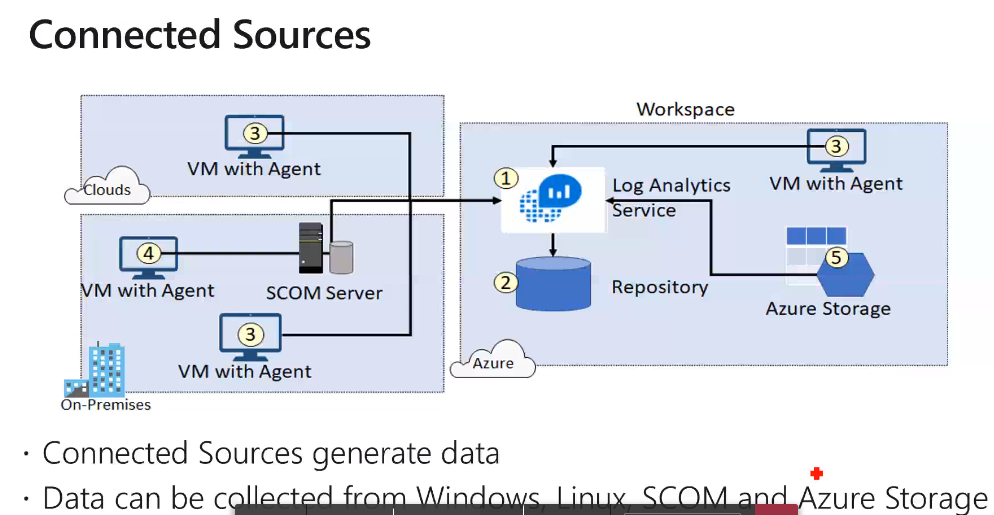 Connected Sources
Workspace
3
VM with Agent
Clouds
3
VM with Agent
1
Log Analytics
Service
4
VM with Agent
SCOM Server
2
Repository
5
Azure Storage
3
VM with Agent
Azure
On-Premises
· Connected Sources generate data
· Data can be collected from Windows, Linux, SCOM and Azure Storage